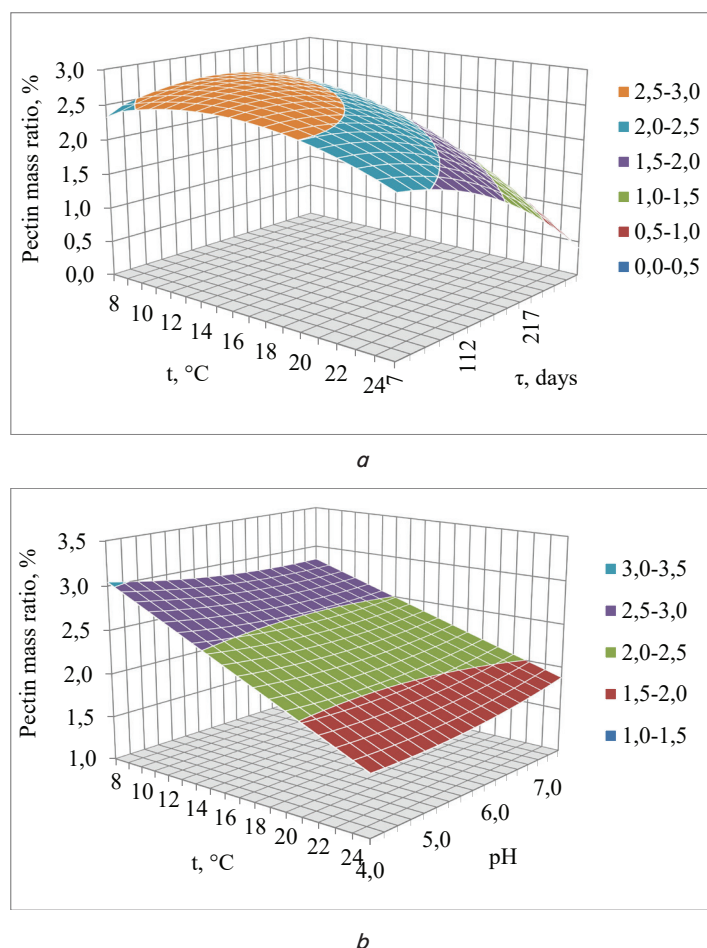 Pectin mass ratio, %
3,0
2,5
2,0
1,5
1,0
0,5
0,0
8 10 12 14 16 18 20 22 24
t, °C
7 112 217
τ, days
2,5-3,0
2,0-2,5
1,5-2,0
1,0-1,5
0,5-1,0
0,0-0,5
a
Pectin mass ratio, %
3,5
3,0
2,5
2,0
1,5
1,0
8 10 12 14 16 18 20 22 24
t, °C
4,0 5,0 6,0 7,0
pH
3,0-3,5
2,5-3,0
2,0-2,5
1,5-2,0
1,0-1,5
b